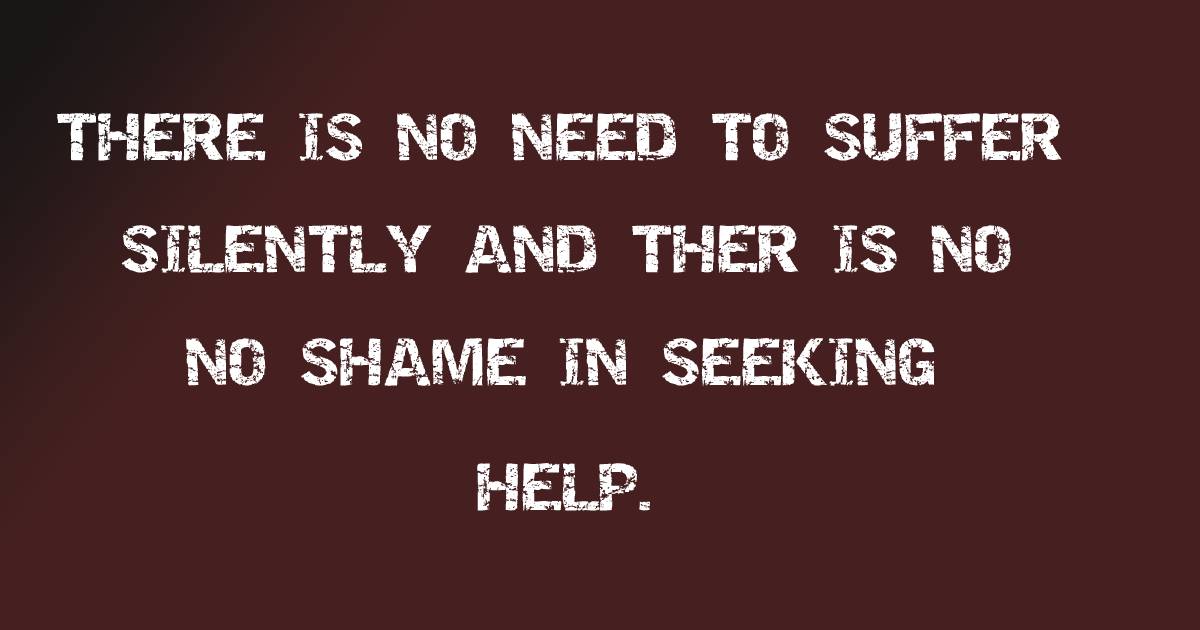 THERE IS NO NEED TO SUFFER
SILENTLY AND THER IS NO
NO SHAME IN SEEKING
HELP.